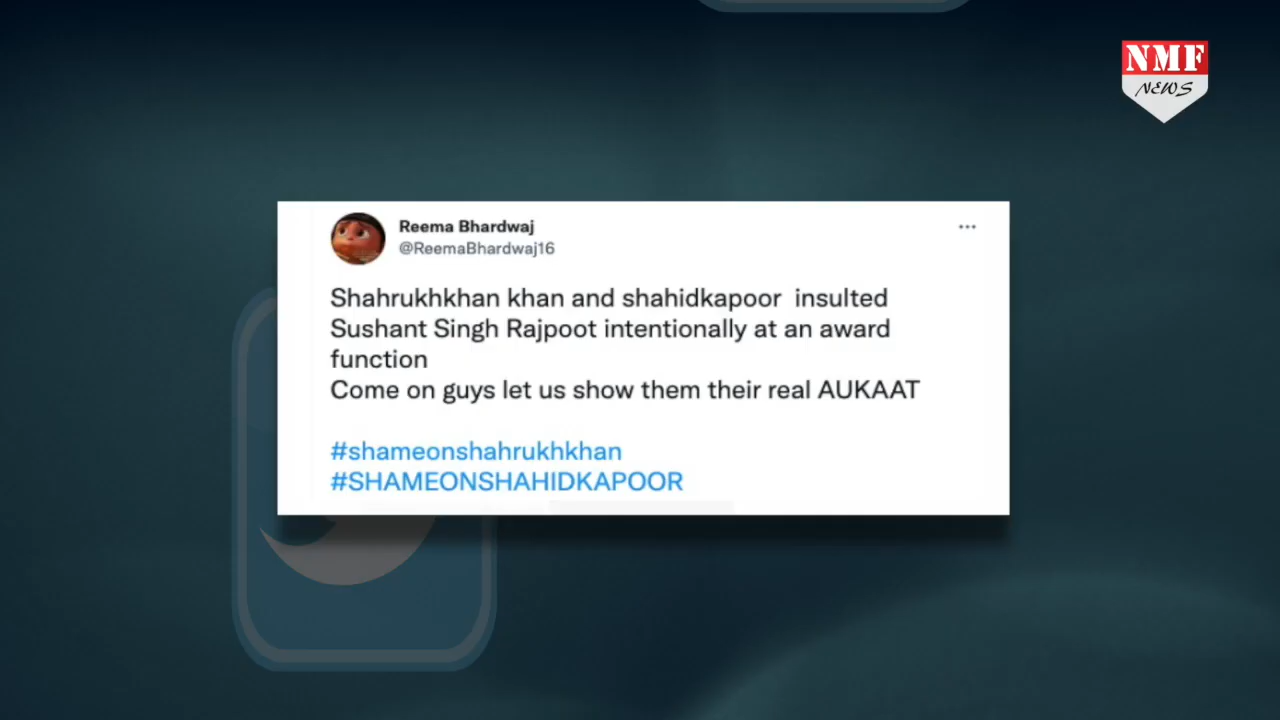 NMF
NEWS
Reema Bhardwaj
@ReemaBhardwaj16
Shahrukhkhan khan and shahidkapoor  insulted
Sushant Singh Rajpoot intentionally at an award
function
Come on guys let us show them their real AUKAAT
#shameonshahrukhkhan
#SHAMEONSHAHIDKAPOOR